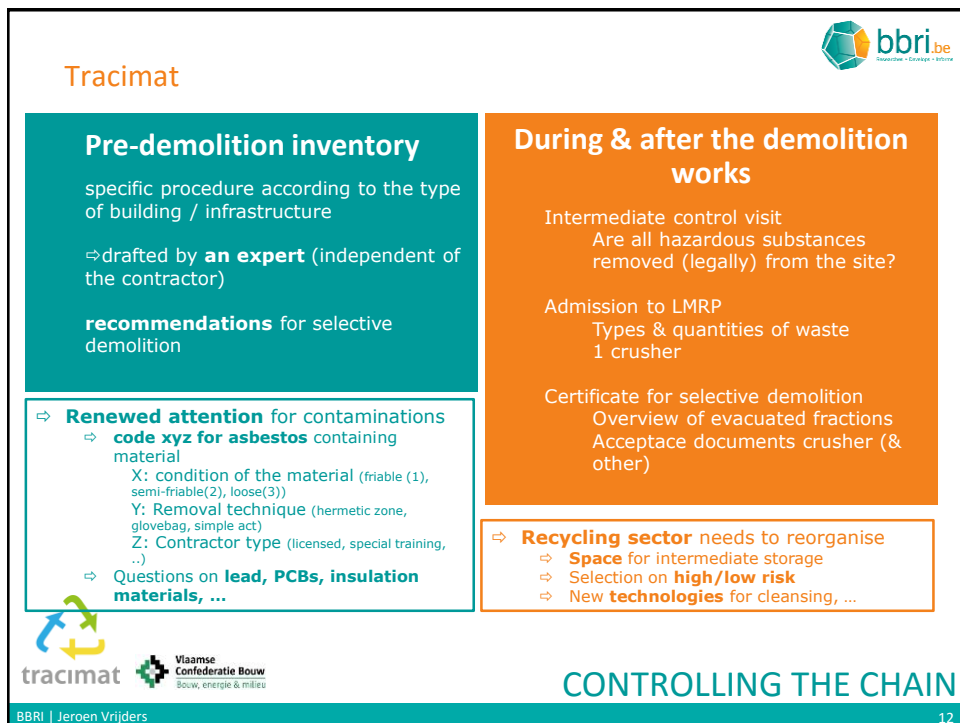 bbri.be
Researches • Develops • Informs
Tracimat
Pre-demolition inventory
specific procedure according to the type
of building / infrastructure
⇨drafted by an expert (independent of
the contractor)
recommendations for selective
demolition
⇨ Renewed attention for contaminations
⇨ code xyz for asbestos containing
material
X: condition of the material (friable (1),
semi-friable(2), loose(3))
Y: Removal technique (hermetic zone,
glovebag, simple act)
Z: Contractor type (licensed, special training,
..)
⇨ Questions on lead, PCBs, insulation
materials, ...
During & after the demolition
works
Intermediate control visit
Are all hazardous substances
removed (legally) from the site?
Admission to LMRP
Types & quantities of waste
1 crusher
Certificate for selective demolition
Overview of evacuated fractions
Acceptace documents crusher (&
other)
⇨ Recycling sector needs to reorganise
⇨ Space for intermediate storage
⇨ Selection on high/low risk
⇨ New technologies for cleansing, …
tracimat
Vlaamse
Confederatie Bouw
Bouw, energie & milieu
CONTROLLING THE CHAIN
BBRI | Jeroen Vrijders
12